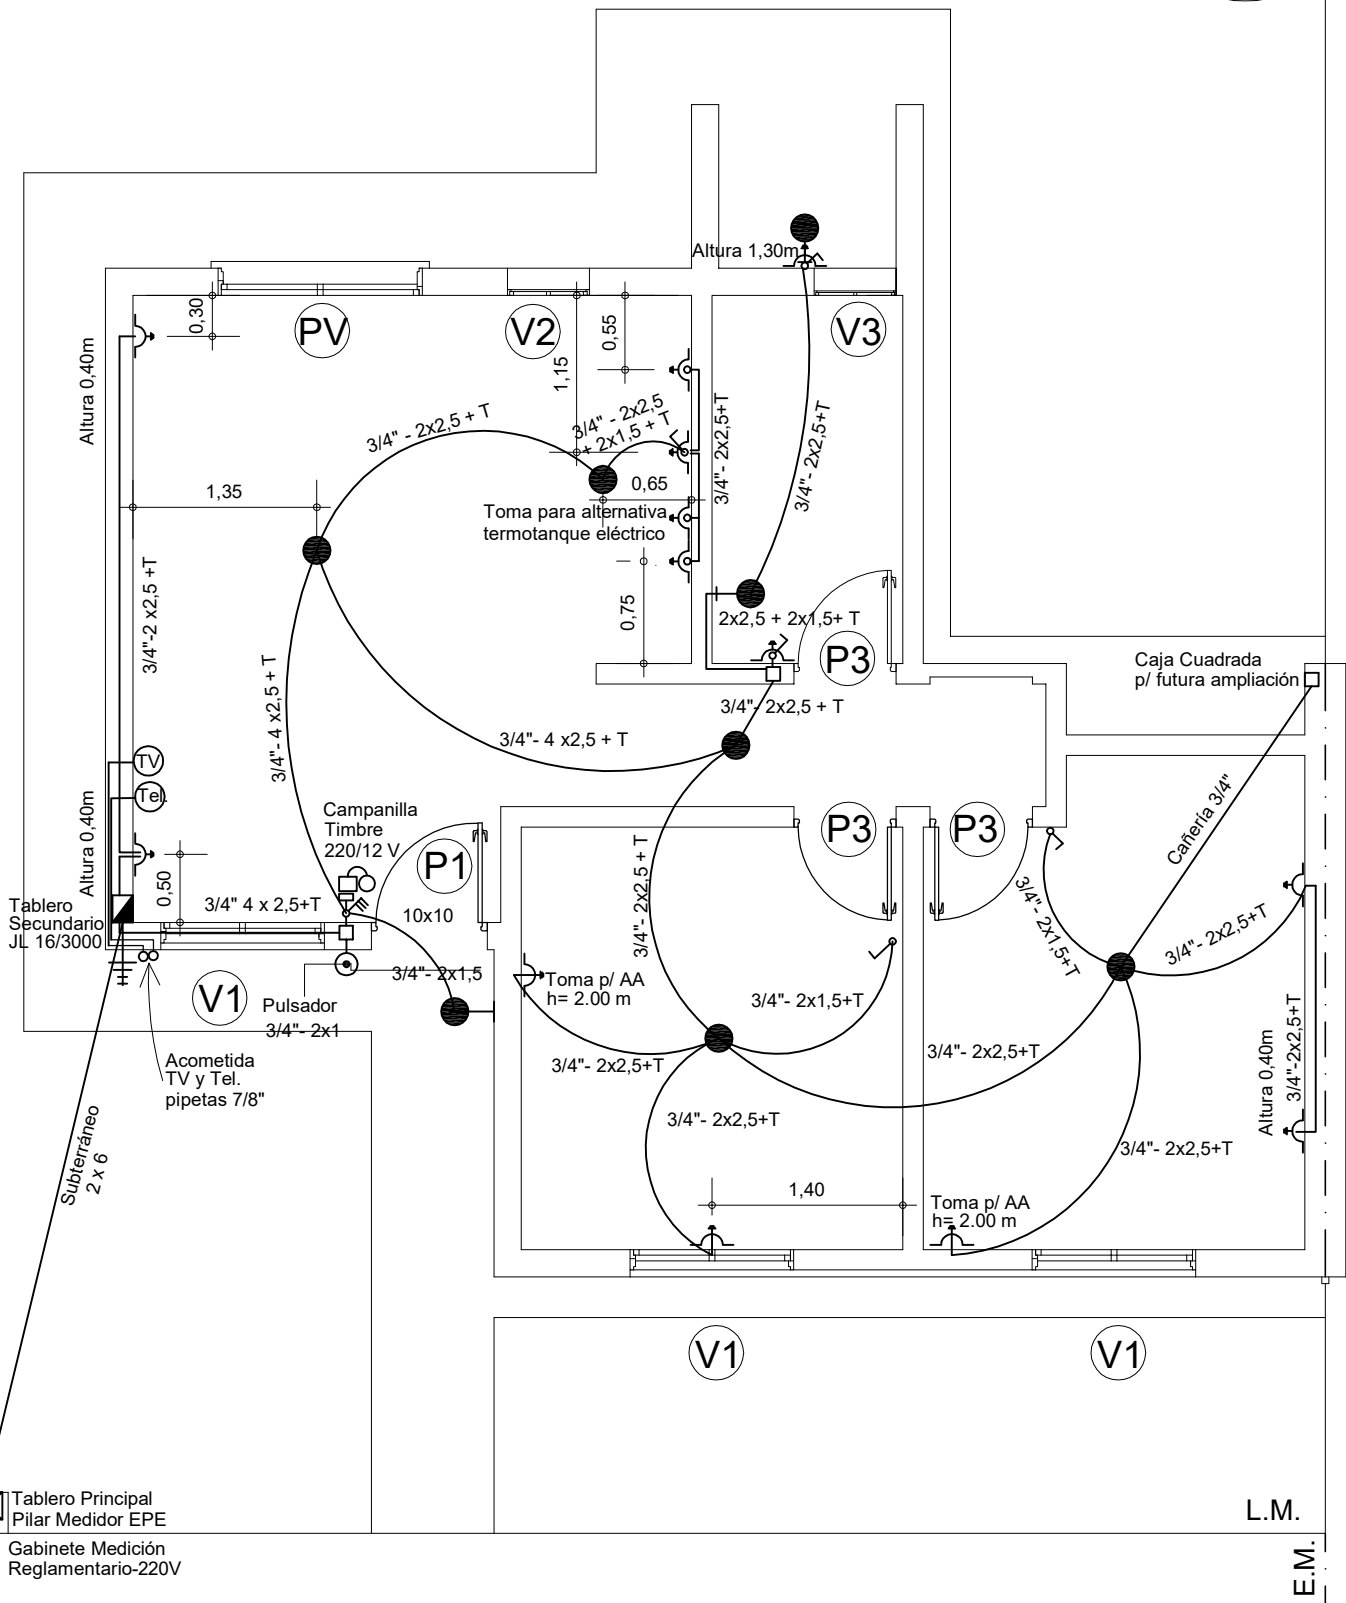 Altura 1,30m
0,30
PV
V2
0,55
V3
1,15
Altura 0,40m
3/4" - 2x2,5 + T
3/4" - 2x2,5
+ 2x1,5 + T
3/4"- 2x2,5+T
3/4"- 2x2,5+T
1,35
0,65
Toma para alternativa
termotanque eléctrico
3/4"-2 x2,5 +T
0,75
2x2,5 + 2x1,5+ T
P3
Caja Cuadrada
p/ futura ampliación
3/4"- 4 x2,5 + T
3/4"- 2x2,5 + T
3/4"- 4 x2,5 + T
TV
Tel.
Altura 0,40m
Campanilla
Timbre
220/12 V
P1
P3
P3
Cañería 3/4"
0,50
3/4" 4 x 2,5+T
10x10
3/4"- 2x2,5 + T
3/4"- 2x1,5+T
3/4"- 2x2,5+T
Tablero
Secundario
JL 16/3000
V1
Pulsador
3/4"- 2x1
3/4"- 2x1,5
Toma p/ AA
h= 2.00 m
3/4"- 2x1,5+T
3/4"- 2x2,5+T
3/4"- 2x2,5+T
Altura 0,40m
3/4"-2x2,5+T
Acometida
TV y Tel.
pipetas 7/8"
3/4"- 2x2,5+T
3/4"- 2x2,5+T
Subterráneo
2 x 6
1,40
Toma p/ AA
h= 2.00 m
V1
V1
Tablero Principal
Pilar Medidor EPE
L.M.
Gabinete Medición
Reglamentario-220V
E.M.